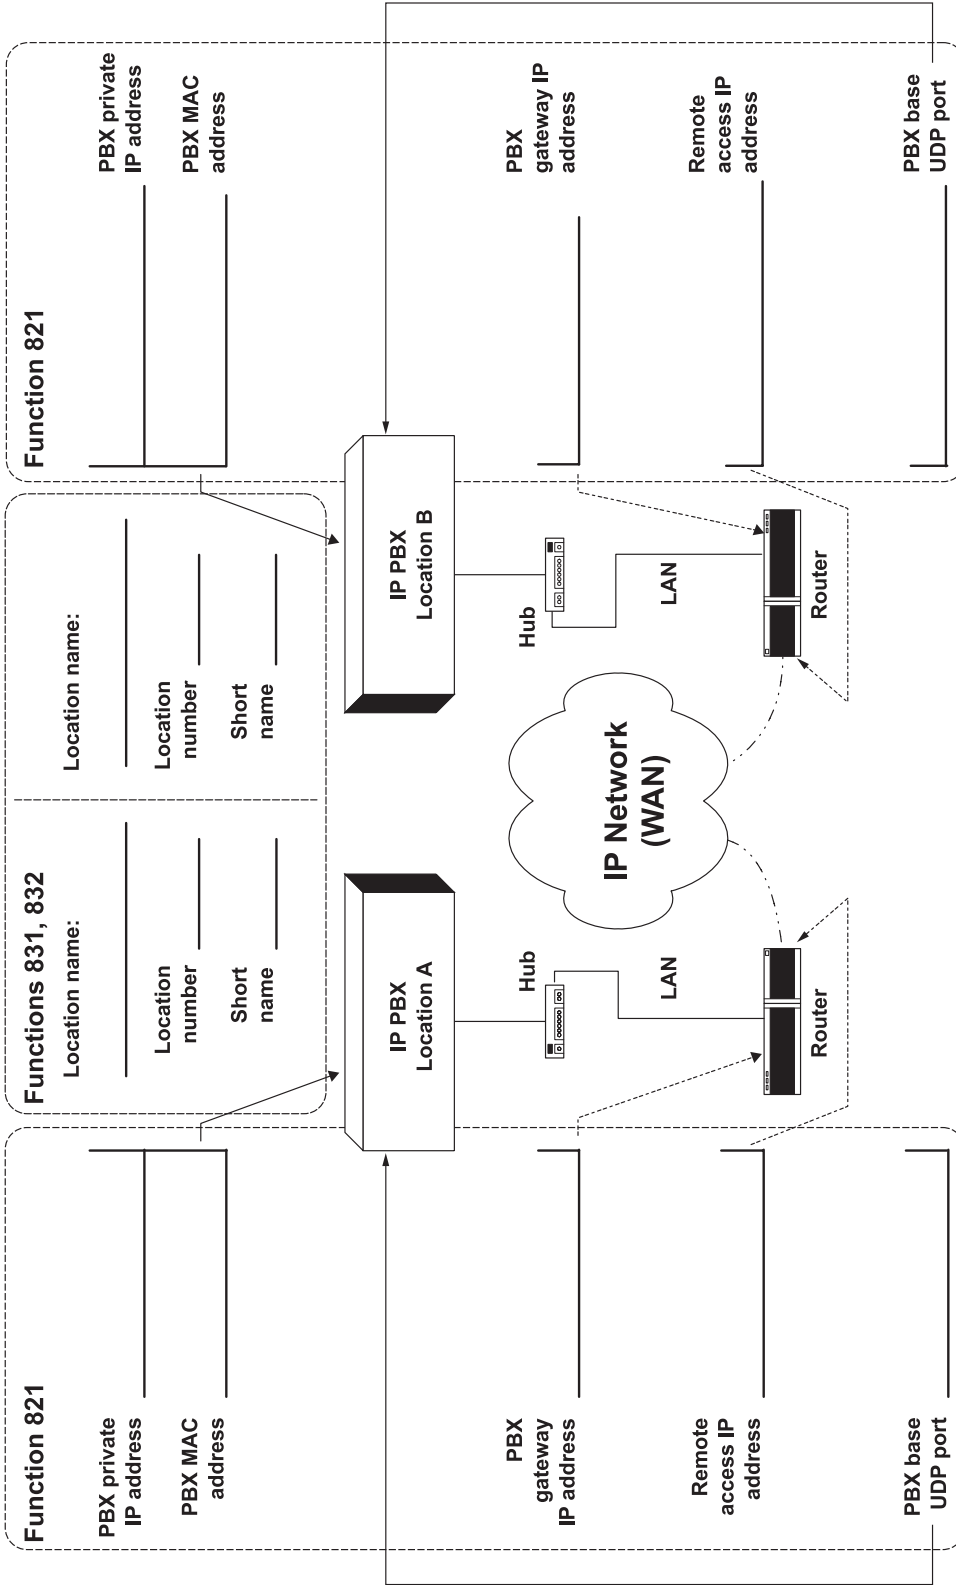 Function 821
PBX private
IP address
PBX MAC
address
PBX
gateway
IP address
Remote
access IP
address
PBX base
UDP port
Functions 831, 832
Location name:
Location
number
Short
name
Location name:
Location
number
Short
name
IP PBX
Location A
Hub
LAN
Router
IP Network
(WAN)
IP PBX
Location B
Hub
LAN
Router
Function 821
PBX private
IP address
PBX MAC
address
PBX
gateway IP
address
Remote
access IP
address
PBX base
UDP port